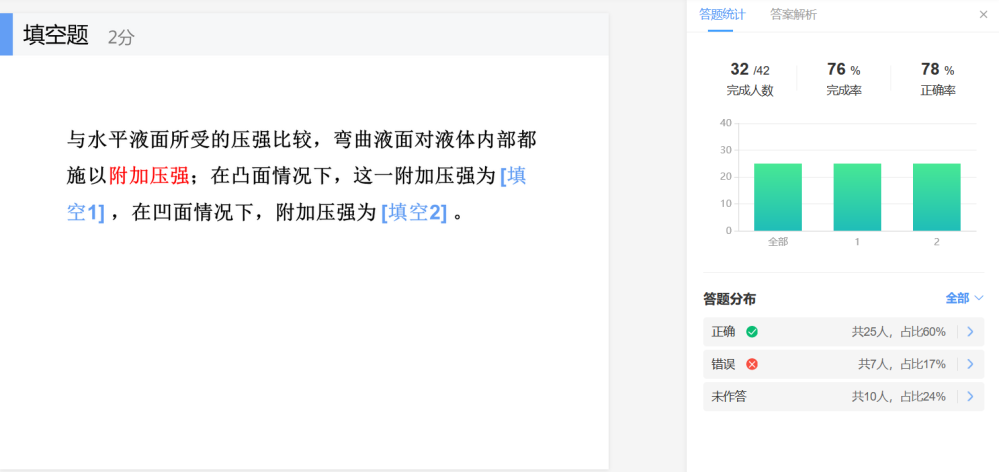 填空题 2分
与水平液面所受的压强比较，弯曲液面对液体内部都
施以附加压强；在凸面情况下，这一附加压强为[填
空1]，在凹面情况下，附加压强为[填空2]。
答题统计 答案解析
32 /42 76 % 78 %
完成人数 完成率 正确率
40
30
20
10
0
全部 1 2
答题分布 全部
正确 共25人，占比60%
错误 共7人，占比17%
未作答 共10人，占比24%